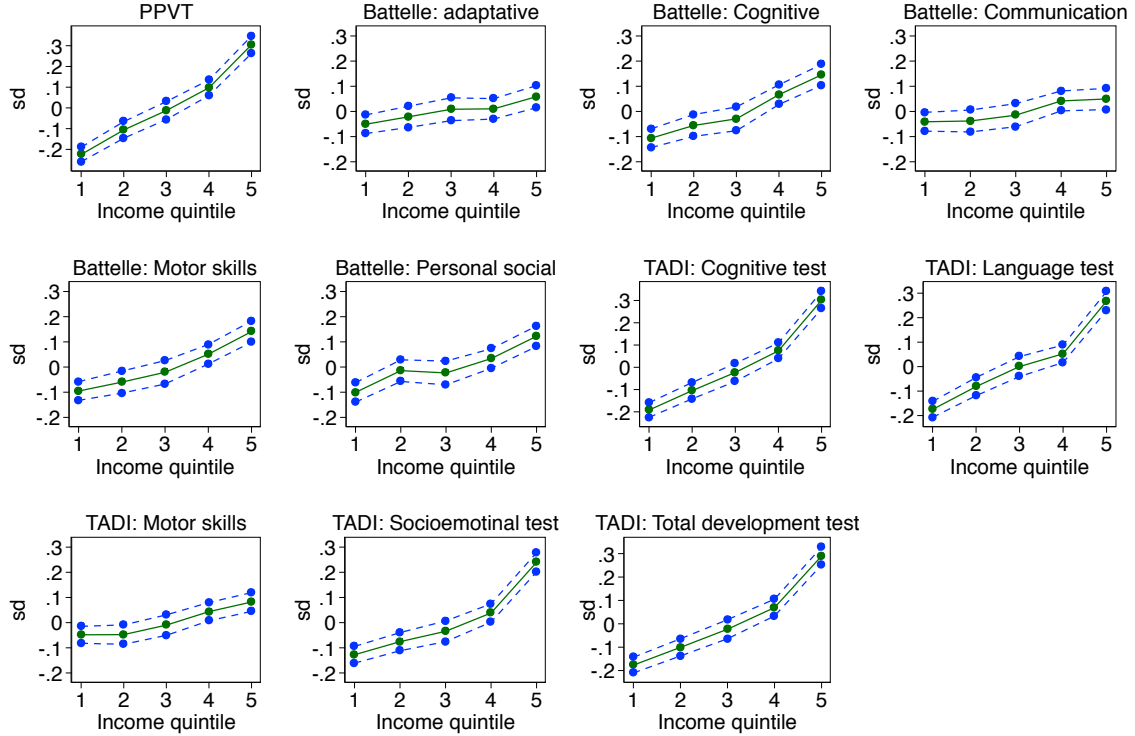 PPVT
sd
.3
.2
.1
0
-.1
-.2
1 2 3 4 5
Income quintile
Battelle: adaptative
sd
.3
.2
.1
0
-.1
-.2
1 2 3 4 5
Income quintile
Battelle: Cognitive
sd
.3
.2
.1
0
-.1
-.2
1 2 3 4 5
Income quintile
Battelle: Communication
sd
.3
.2
.1
0
-.1
-.2
1 2 3 4 5
Income quintile
Battelle: Motor skills
sd
.3
.2
.1
0
-.1
-.2
1 2 3 4 5
Income quintile
Battelle: Personal social
sd
.3
.2
.1
0
-.1
-.2
1 2 3 4 5
Income quintile
TADI: Cognitive test
sd
.3
.2
.1
0
-.1
-.2
1 2 3 4 5
Income quintile
TADI: Language test
sd
.3
.2
.1
0
-.1
-.2
1 2 3 4 5
Income quintile
TADI: Motor skills
sd
.3
.2
.1
0
-.1
-.2
1 2 3 4 5
Income quintile
TADI: Socioemotinal test
sd
.3
.2
.1
0
-.1
-.2
1 2 3 4 5
Income quintile
TADI: Total development test
sd
.3
.2
.1
0
-.1
-.2
1 2 3 4 5
Income quintile